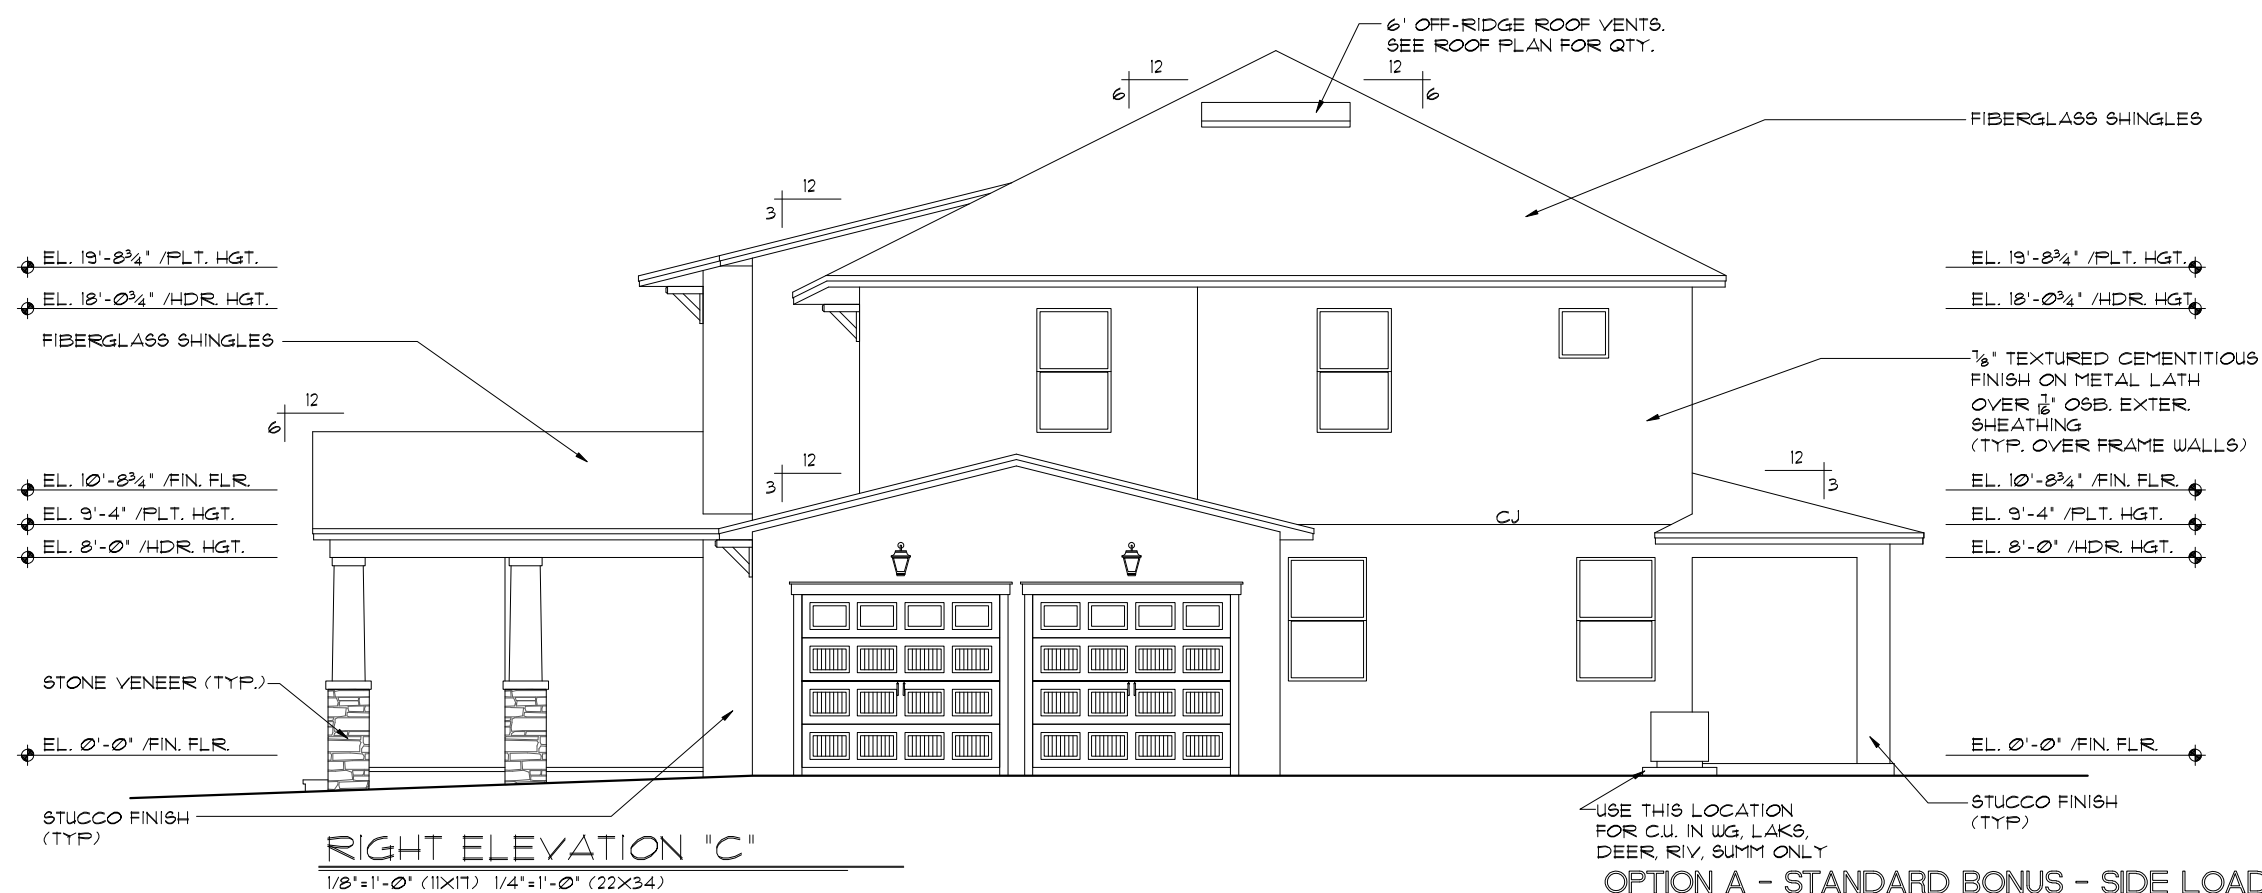 6' OFF-RIDGE ROOF VENTS.
SEE ROOF PLAN FOR QTY.
12
6
12
6
FIBERGLASS SHINGLES
12
3
EL. 19'-8¾" /PLT. HGT.
EL. 18'-0¾" /HDR. HGT.
FIBERGLASS SHINGLES
12
6
EL. 10'-8¾" /FIN. FLR.
EL. 9'-4" /PLT. HGT.
EL. 8'-0" /HDR. HGT.
12
3
STONE VENEER (TYP.)
EL. 0'-0" /FIN. FLR.
STUCCO FINISH
(TYP)
EL. 19'-8¾" /PLT. HGT.
EL. 18'-0¾" /HDR. HGT
⅞" TEXTURED CEMENTITIOUS
FINISH ON METAL LATH
OVER 7/16" OSB. EXTER.
SHEATHING
(TYP. OVER FRAME WALLS)
12
3
EL. 10'-8¾" /FIN. FLR.
EL. 9'-4" /PLT. HGT.
EL. 8'-0" /HDR. HGT.
CJ
EL. 0'-0" /FIN. FLR.
STUCCO FINISH
(TYP)
USE THIS LOCATION
FOR C.U. IN WG, LAKS,
DEER, RIV, SUMM ONLY
RIGHT ELEVATION "C"
1/8"=1'-0" (11X17) 1/4"=1'-0" (22X34)
OPTION A - STANDARD BONUS - SIDE LOAD